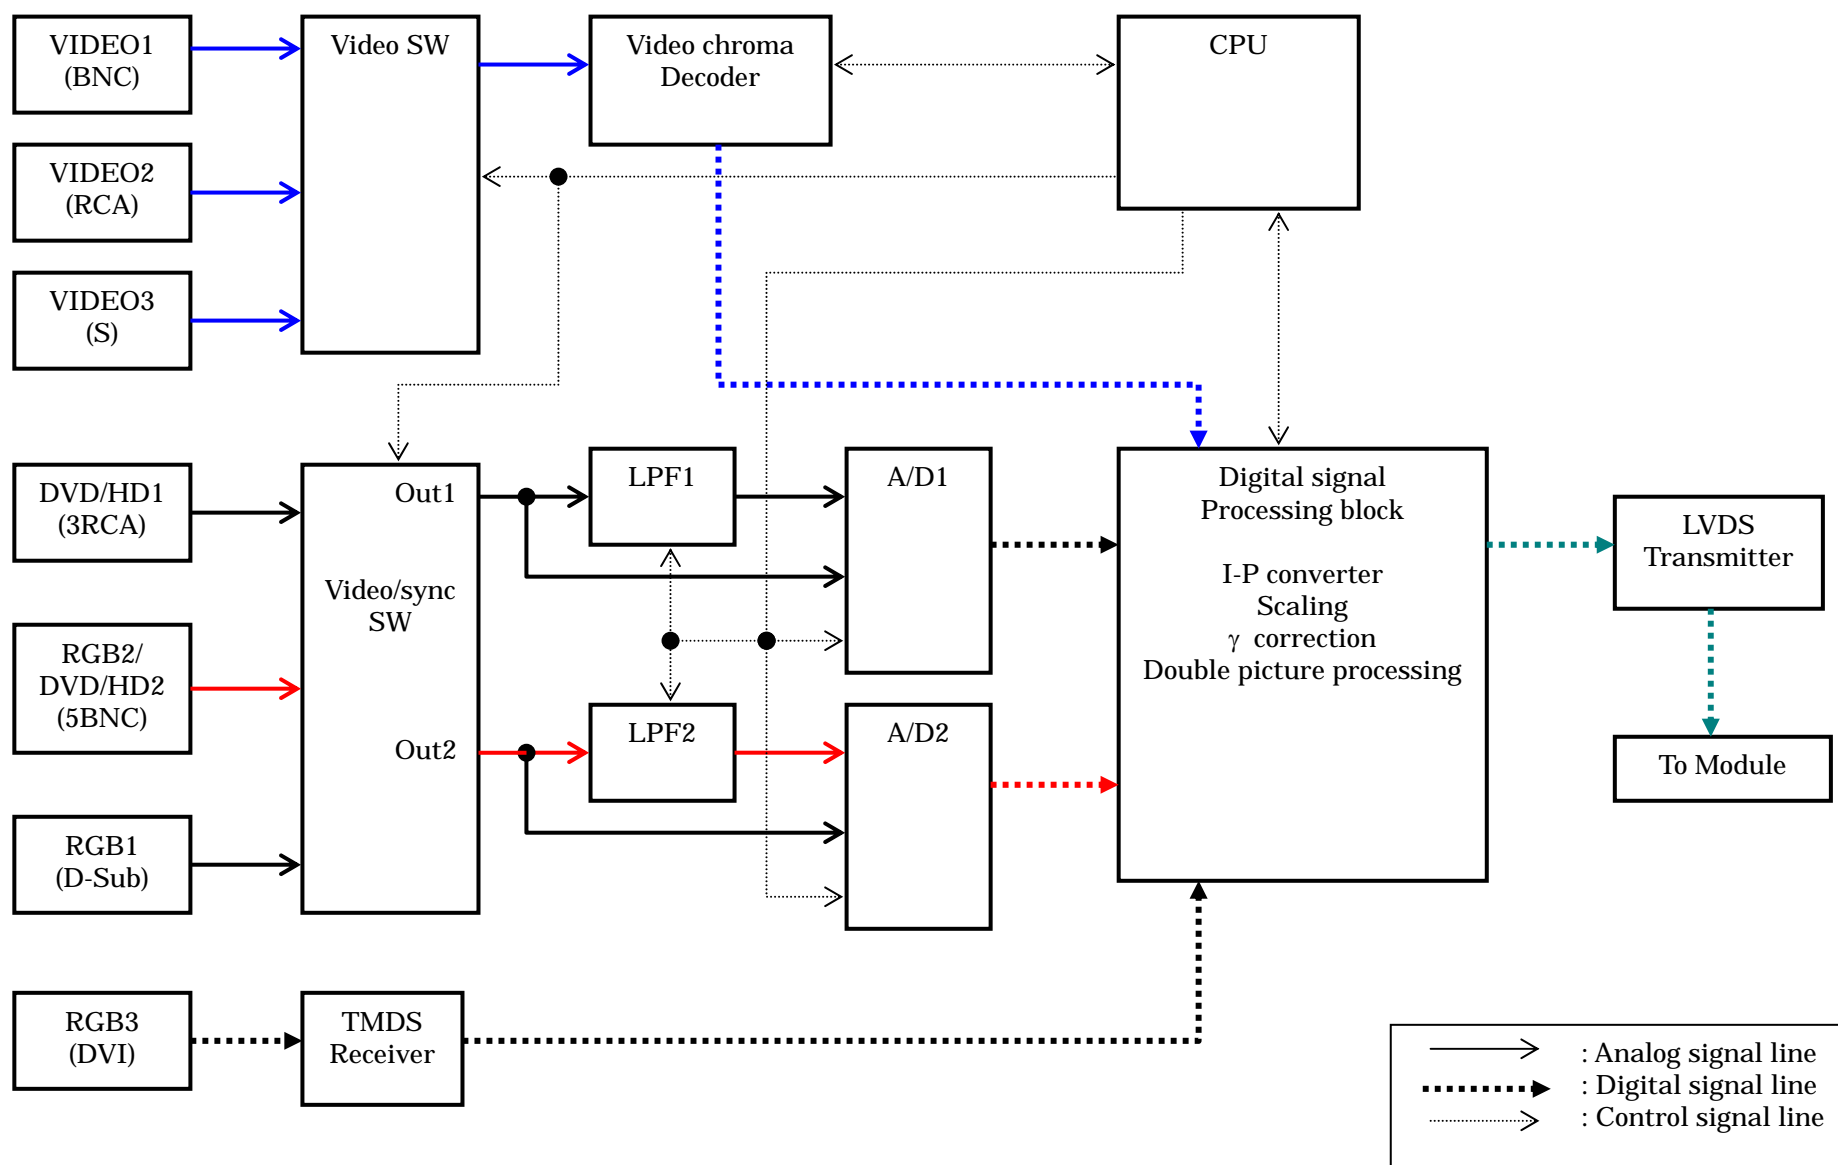 VIDEO1
(BNC)
Video SW
Video chroma
Decoder
CPU
VIDEO2
(RCA)
VIDEO3
(S)
DVD/HD1
(3RCA)
Out1
LPF1
A/D1
Digital signal
Processing block
I-P converter
Scaling
γ correction
Double picture processing
LVDS
Transmitter
Video/sync
SW
RGB2/
DVD/HD2
(5BNC)
Out2
LPF2
A/D2
To Module
RGB1
(D-Sub)
RGB3
(DVI)
TMDS
Receiver
: Analog signal line
: Digital signal line
: Control signal line